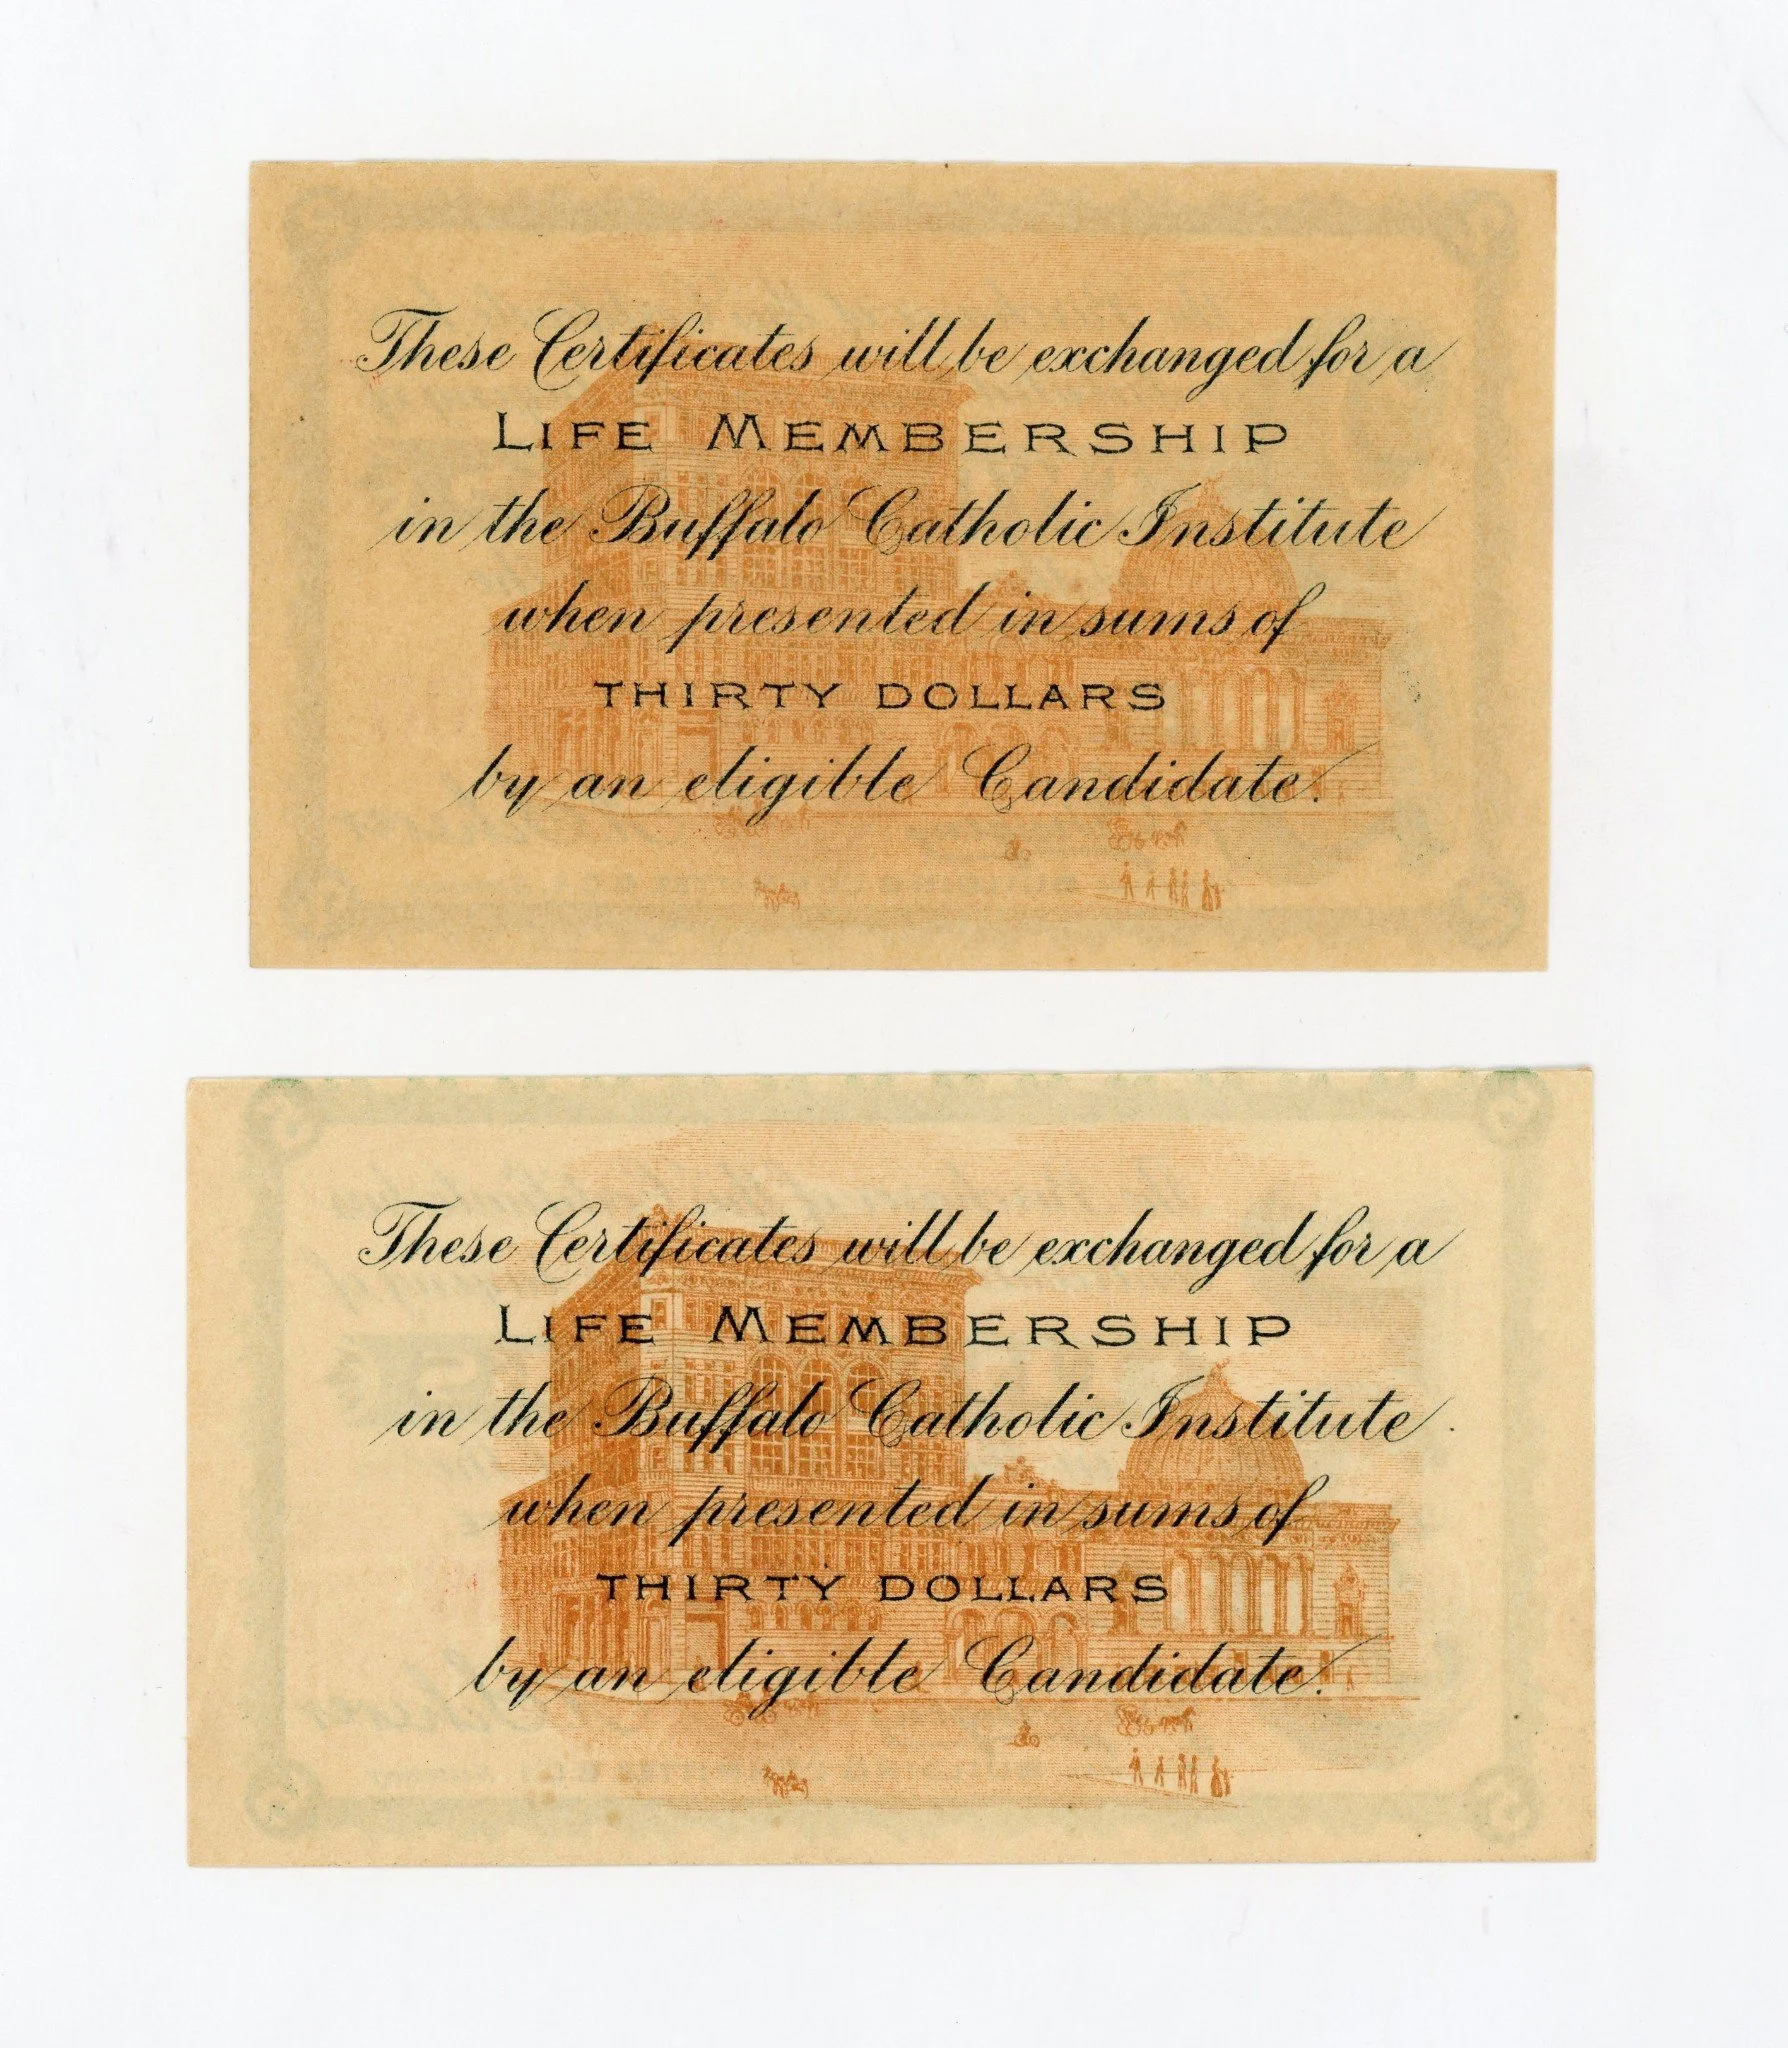 These Certificates will be exchanged for a
LIFE MEMBERSHIP
in the Buffalo Catholic Institute
when presented in sums of
THIRTY DOLLARS
by an eligible Candidate.
These Certificates will be exchanged for a
LIFE MEMBERSHIP
in the Buffalo Catholic Institute
when presented in sums of
THIRTY DOLLARS
by an eligible Candidate.